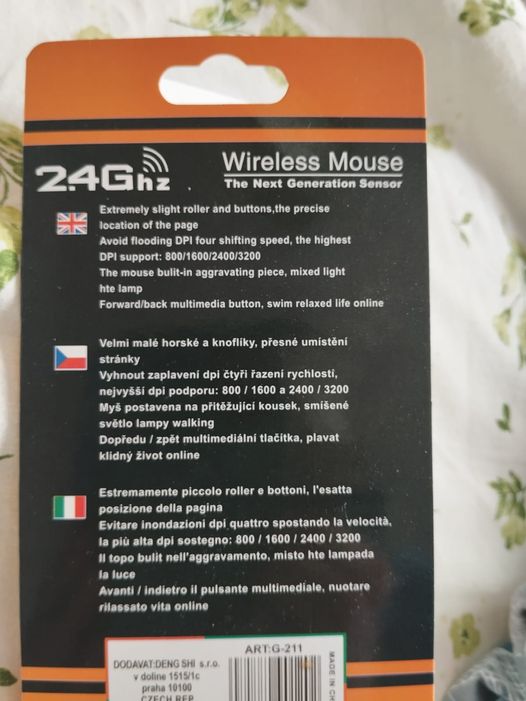 2.4Ghz
Wireless Mouse
The Next Generation Sensor
Extremely slight roller and buttons,the precise
location of the page
Avoid flooding DPI four shifting speed, the highest
DPI support: 800/1600/2400/3200
The mouse bulit-in aggravating piece, mixed light
hte lamp
Forward/back multimedia button, swim relaxed life online
Velmi malé horské a knoflíky, přesné umístění
stránky
Vyhnout zaplavení dpi čtyři řazení rychlostí,
nejvyšší dpi podporu: 800 / 1600 a 2400 / 3200
Myš postavena na přitěžující kousek, smíšené
světlo lampy walking
Dopředu / zpět multimediální tlačítka, plavat
klidný život online
Estremamente piccolo roller e bottoni, l'esatta
posizione della pagina
Evitare inondazioni dpi quattro spostando la velocità,
la più alta dpi sostegno: 800 / 1600 / 2400 / 3200
Il topo bulit nell'aggravamento, misto hte lampada
la luce
Avanti / indietro il pulsante multimediale, nuotare
rilassato vita online
DODAVAT:DENG SHI s.r.o.
v doline 1515/1c
praha 10100
CZECH REP
ART:G-211
MADE IN CH